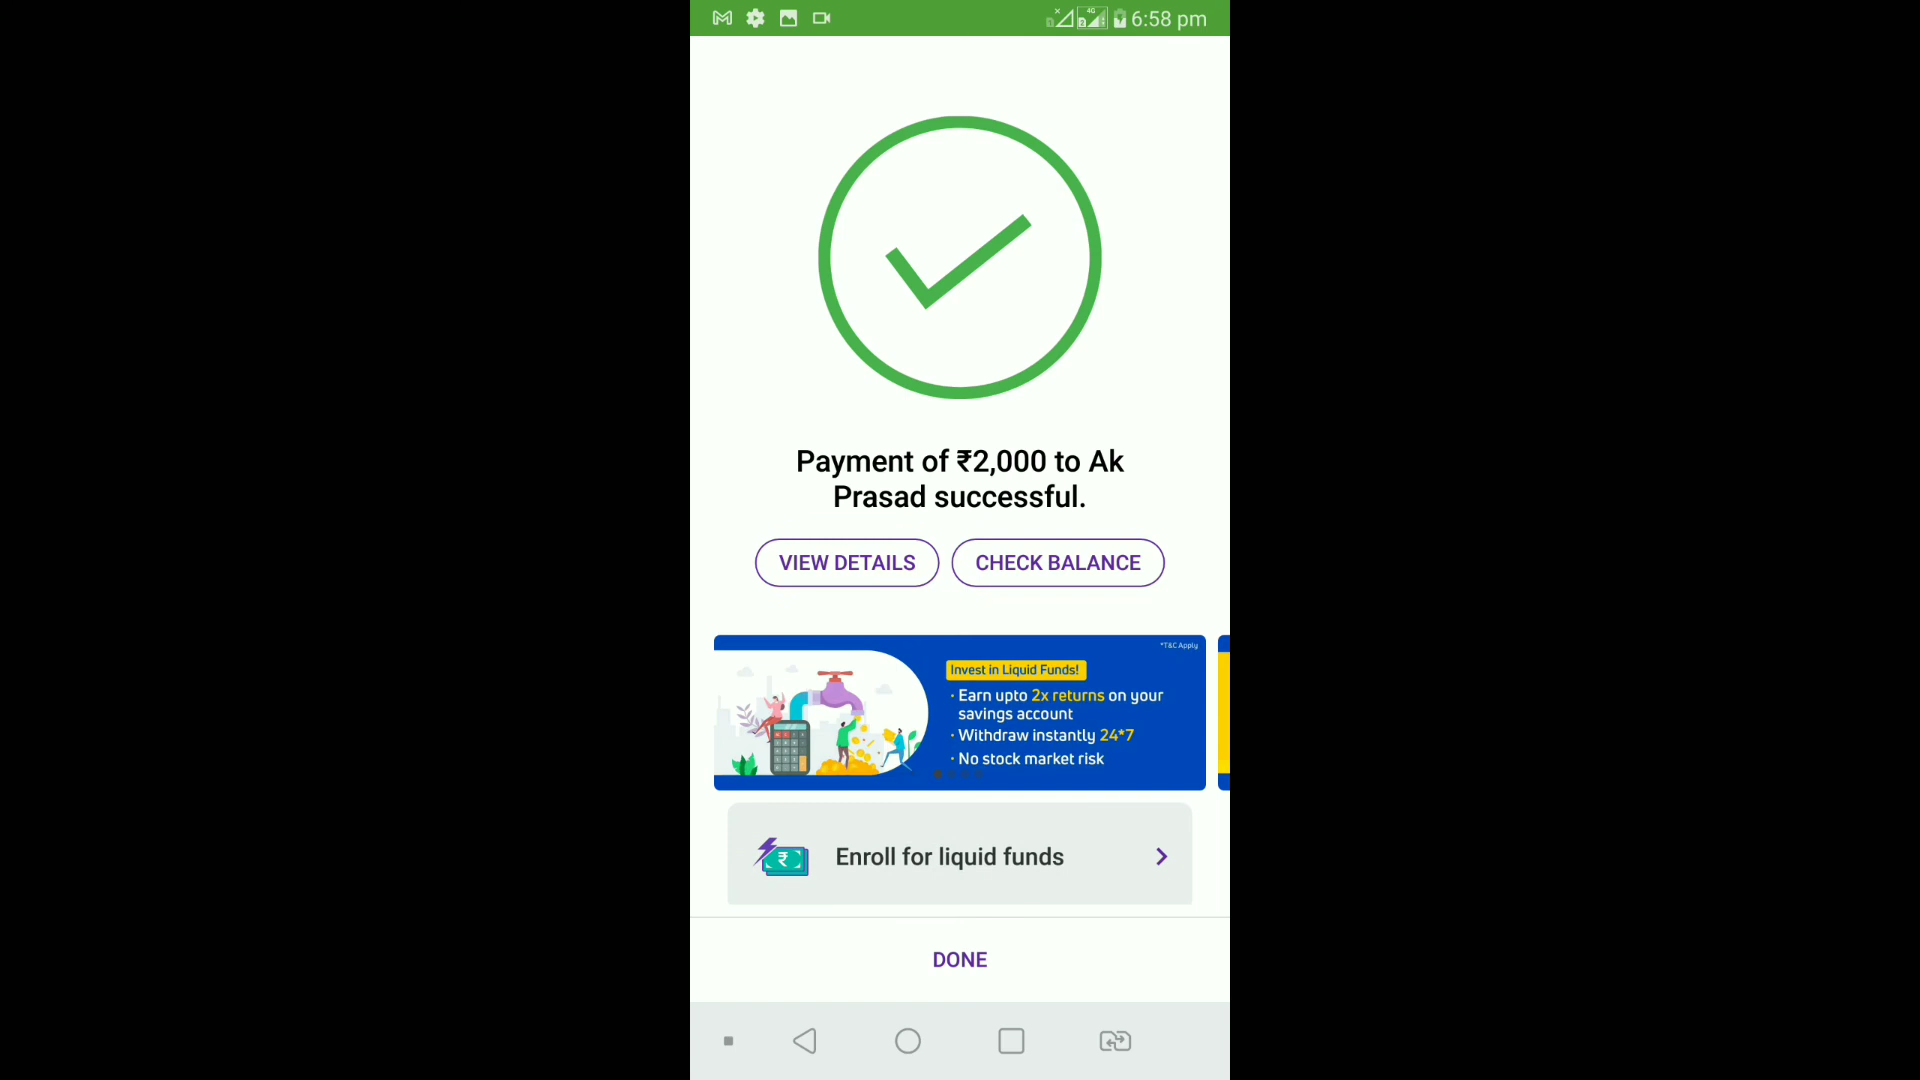 6:58 pm
Payment of ₹2,000 to Ak
Prasad successful.
VIEW DETAILS
CHECK BALANCE
*T&C Apply
Invest in Liquid Funds!
· Earn upto 2x returns on your
savings account
· Withdraw instantly 24*7
· No stock market risk
Enroll for liquid funds
DONE